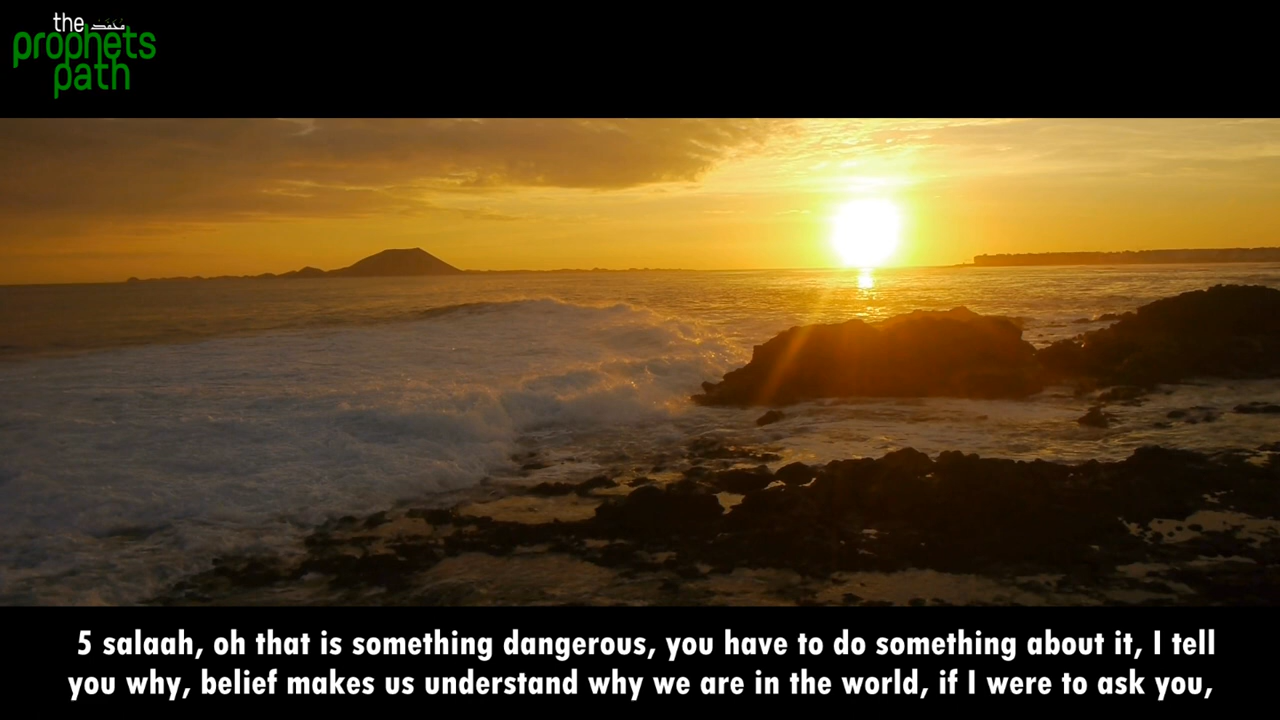 the مُحَمَّد
prophets
path
5 salaah, oh that is something dangerous, you have to do something about it, I tell
you why, belief makes us understand why we are in the world, if I were to ask you,